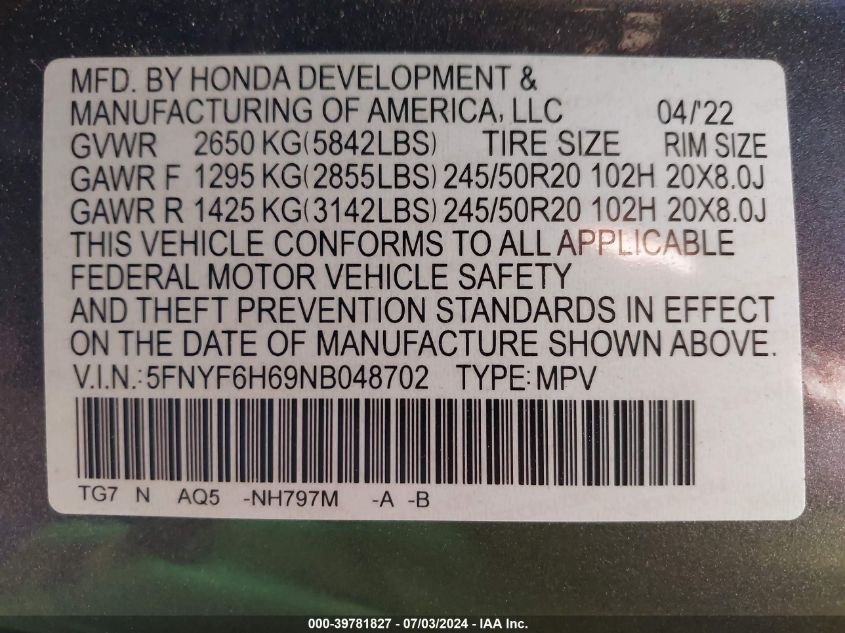 MFD. BY HONDA DEVELOPMENT &
MANUFACTURING OF AMERICA, LLC 04/'22
GVWR 2650 KG(5842LBS) TIRE SIZE RIM SIZE
GAWR F 1295 KG(2855LBS) 245/50R20 102H 20X8.0J
GAWR R 1425 KG(3142LBS) 245/50R20 102H 20X8.0J
THIS VEHICLE CONFORMS TO ALL APPLICABLE
FEDERAL MOTOR VEHICLE SAFETY
AND THEFT PREVENTION STANDARDS IN EFFECT
ON THE DATE OF MANUFACTURE SHOWN ABOVE.
V.I.N.:5FNYF6H69NB048702 TYPE:MPV
TG7 N AQ5 -NH797M -A -B
000-39781827 - 07/03/2024 - IAAI Inc.